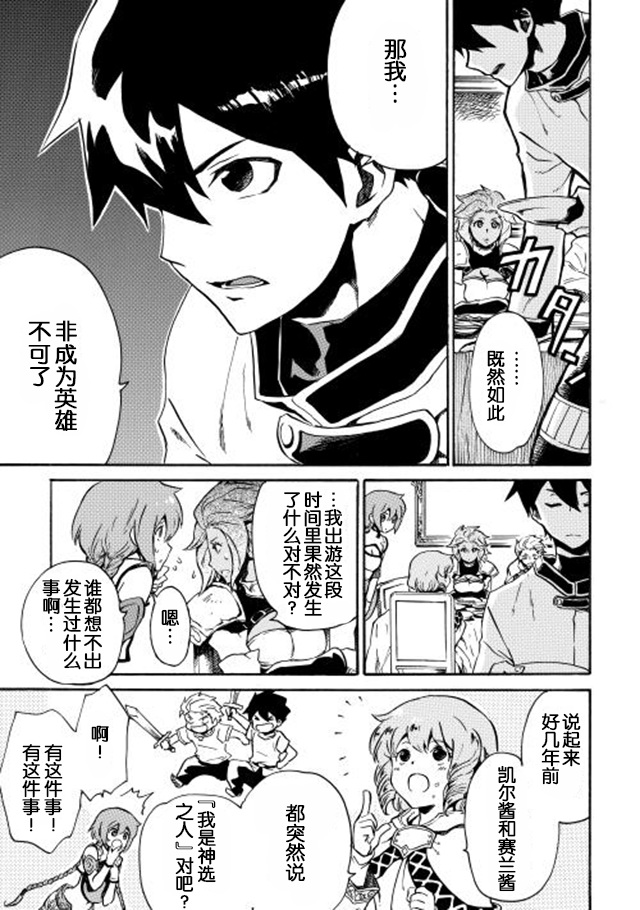 ……
既然如此
ガタン!
那我…
非成为英雄
不可了
…我出游这段
时间里果然发生
了什么对不对？
嗯…
谁都想不出
发生过什么
事啊…
说起来
好几年前
凯尔酱和赛兰酱
都突然说
『我是神选
之人』对吧？
啊！
有这件事！
有这件事！